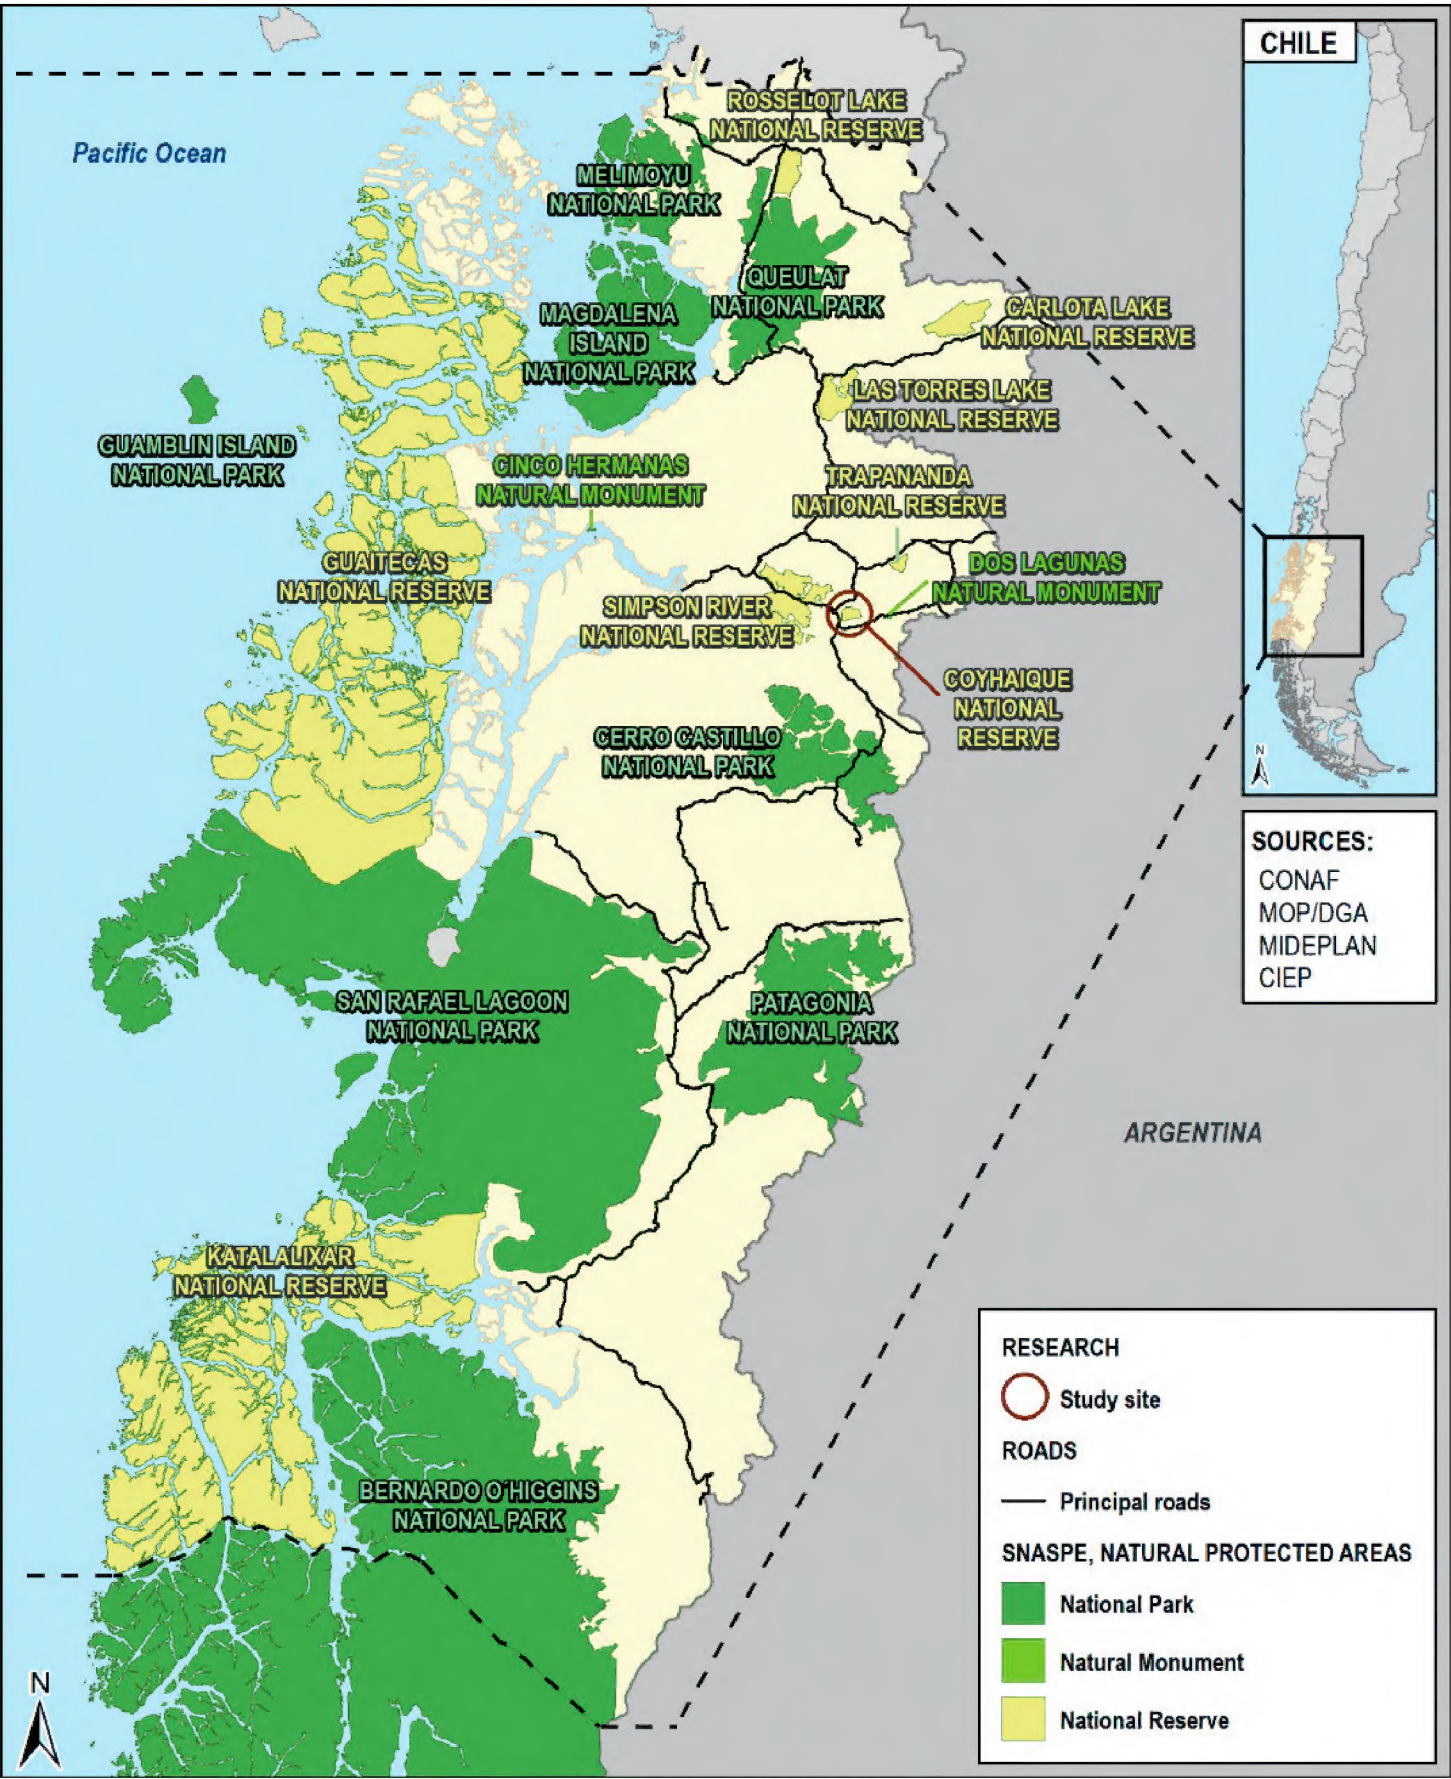 CHILE
Pacific Ocean
ROSSELOT LAKE
NATIONAL RESERVE
MELIMOYU
NATIONAL PARK
QUEULAT
NATIONAL PARK
MAGDALENA
ISLAND
NATIONAL PARK
CARLOTA LAKE
NATIONAL RESERVE
LAS TORRES LAKE
NATIONAL RESERVE
GUAMBLIN ISLAND
NATIONAL PARK
CINCO HERMANAS
NATURAL MONUMENT
TRAPANANDA
NATIONAL RESERVE
GUAITECAS
NATIONAL RESERVE
DOS LAGUNAS
NATURAL MONUMENT
SIMPSON RIVER
NATIONAL RESERVE
COYHAIQUE
NATIONAL
RESERVE
CERRO CASTILLO
NATIONAL PARK
N
SOURCES:
CONAF
MOP/DGA
MIDEPLAN
CIEP
SAN RAFAEL LAGOON
NATIONAL PARK
PATAGONIA
NATIONAL PARK
ARGENTINA
KATALALIXAR
NATIONAL RESERVE
BERNARDO O´HIGGINS
NATIONAL PARK
RESEARCH
Study site
ROADS
Principal roads
SNASPE, NATURAL PROTECTED AREAS
National Park
Natural Monument
National Reserve
N